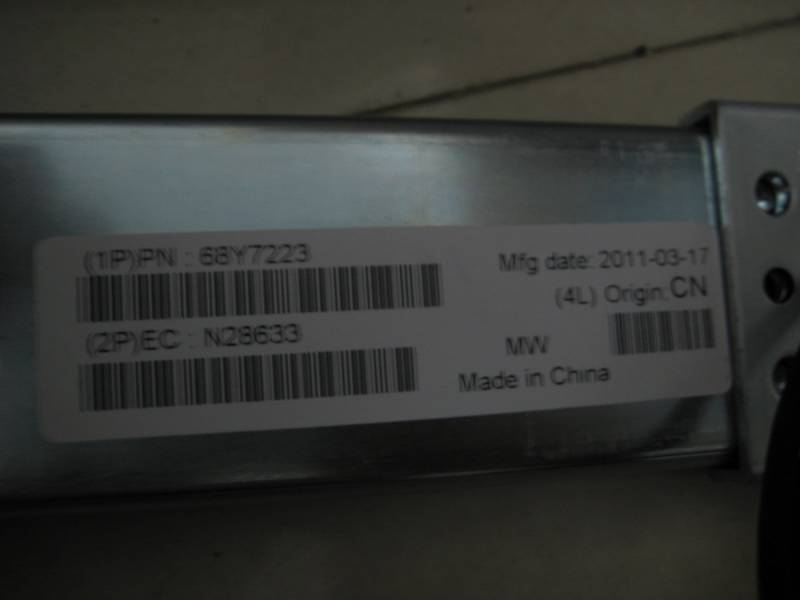 (1P)PN : 68Y7223
Mfg date: 2011-03-17
(4L) Origin: CN
(2P)EC : N28633
MW
Made in China